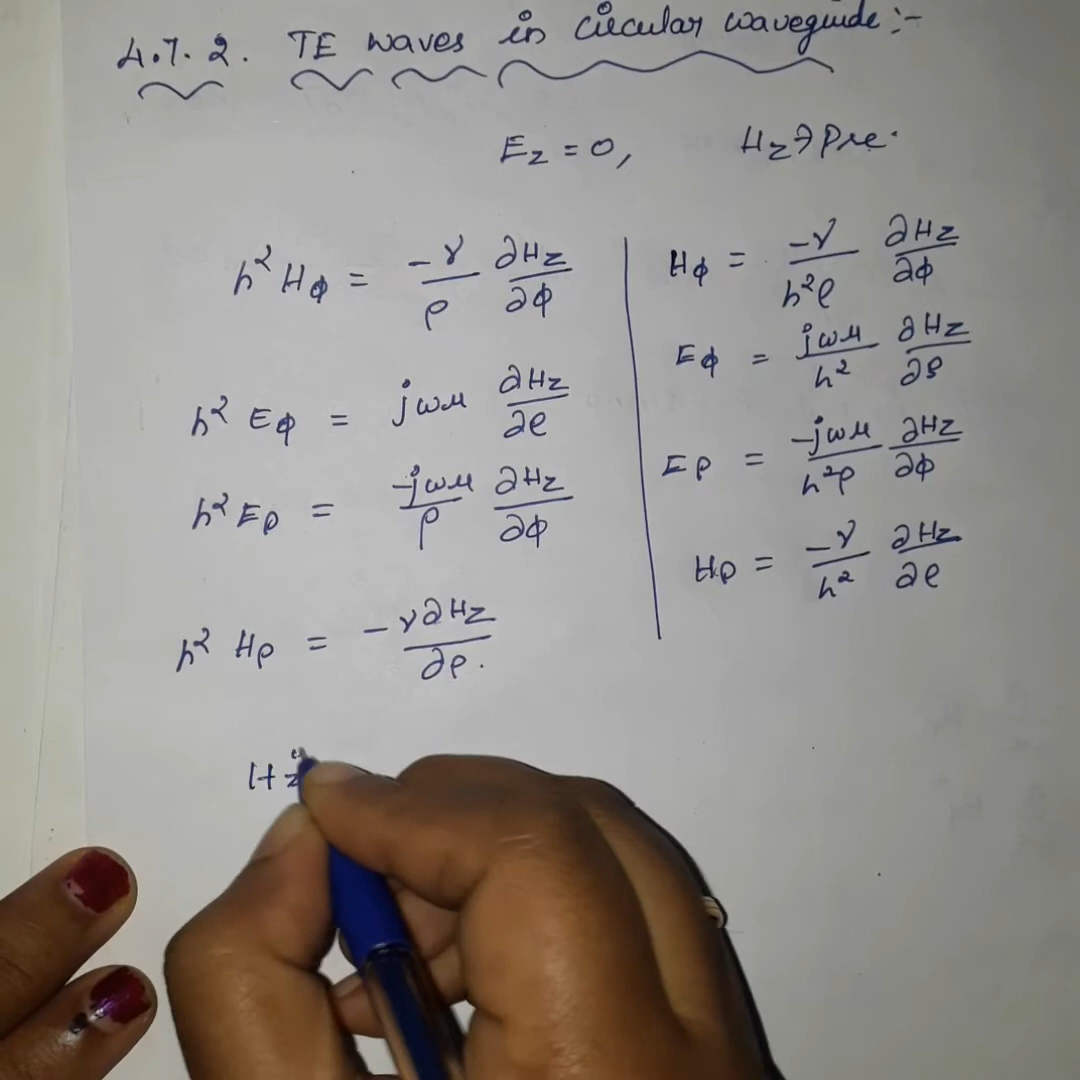 4.7.2. TE waves in circular waveguide:-
Ez = 0, Hz ∂ Pre.
h² Hϕ = -γ/ρ ∂Hz/∂ϕ
h² Eϕ = jωμ ∂Hz/∂ρ
h² Eρ = -jωμ/ρ ∂Hz/∂ϕ
h² Hρ = -γ∂Hz/∂ρ.
Hϕ = -γ/h²ρ ∂Hz/∂ϕ
Eϕ = jωμ/h² ∂Hz/∂ρ
Eρ = -jωμ/h²ρ ∂Hz/∂ϕ
Hρ = -γ/h² ∂Hz/∂ρ
Hz